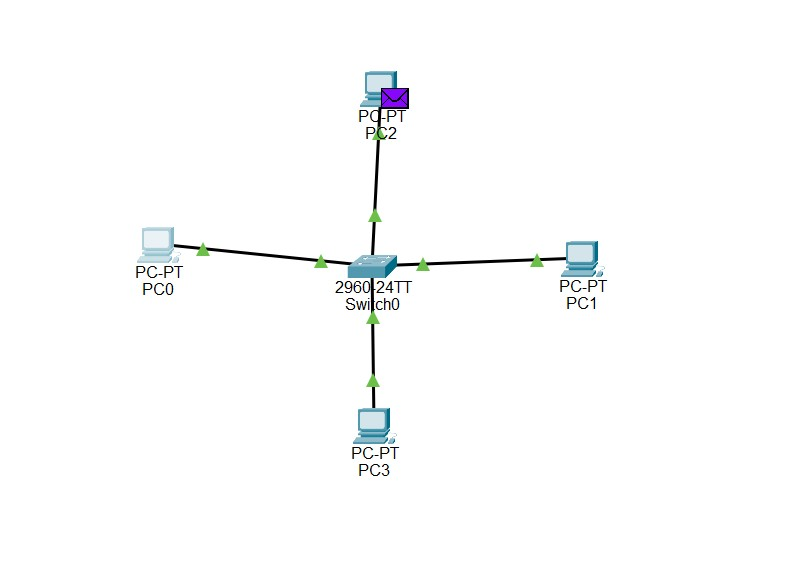 PC-PT
PC2
PC-PT
PC0
2960-24TT
Switch0
PC-PT
PC1
PC-PT
PC3